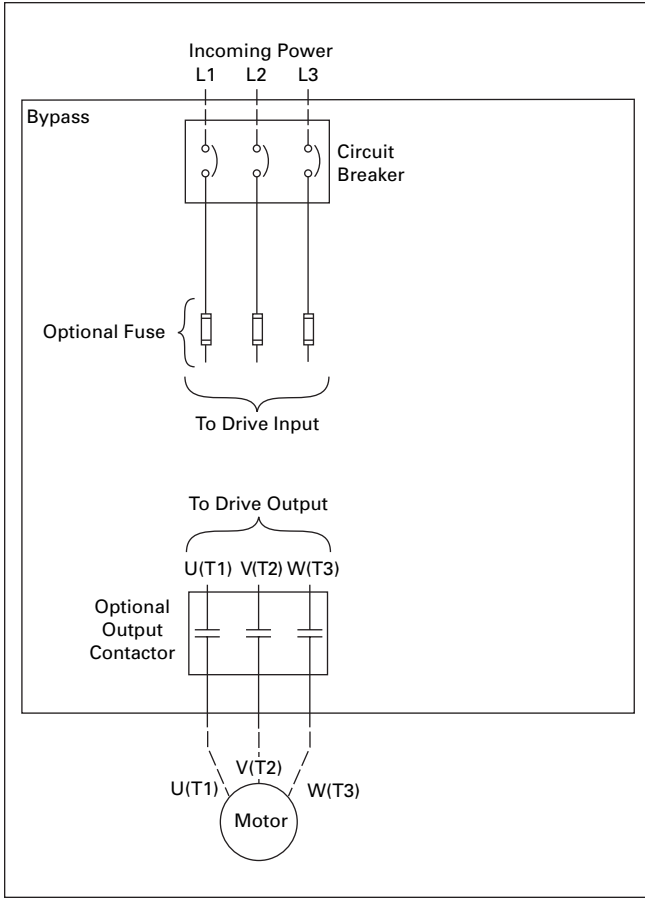 Incoming Power
L1 L2 L3
Bypass
Circuit
Breaker
Optional Fuse
To Drive Input
To Drive Output
U(T1) V(T2) W(T3)
Optional
Output
Contactor
V(T2)
U(T1) W(T3)
Motor